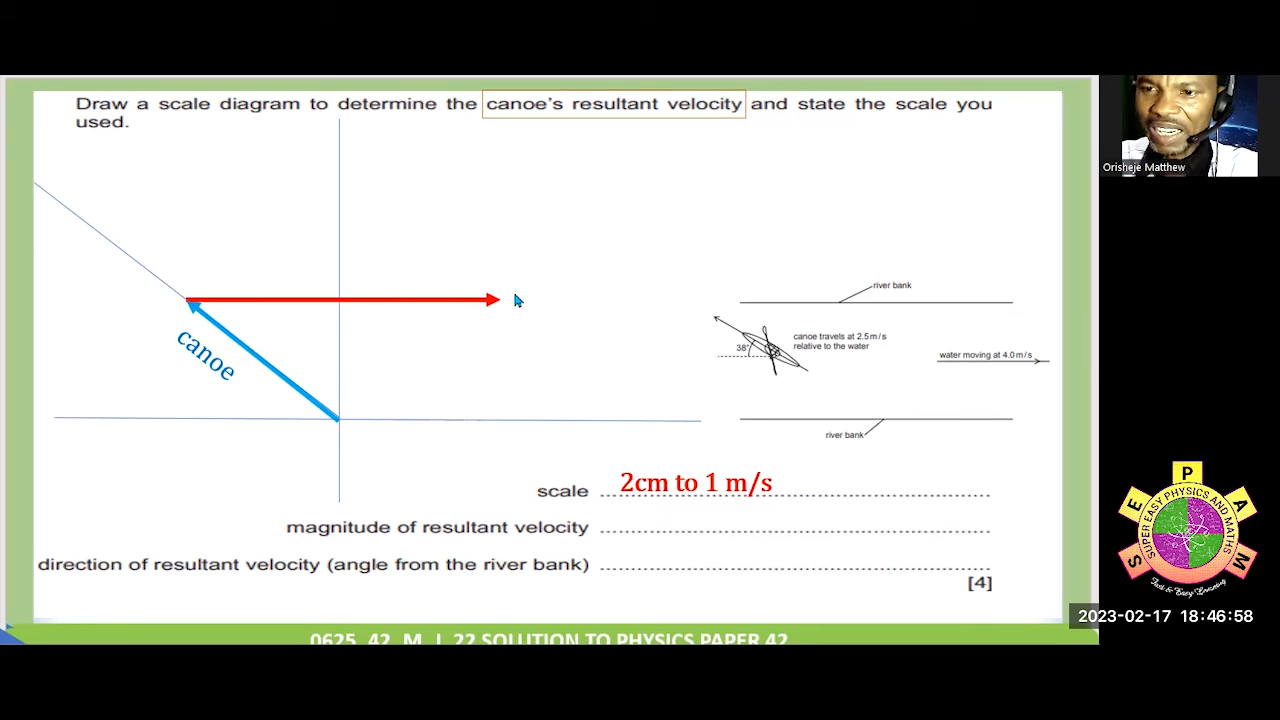 Draw a scale diagram to determine the canoe's resultant velocity and state the scale you
used.
canoe
river bank
38°
canoe travels at 2.5 m/s
relative to the water
water moving at 4.0 m/s
river bank
scale 2cm to 1 m/s
magnitude of resultant velocity
direction of resultant velocity (angle from the river bank)
[4]
0625_42_M_J_22 SOLUTION TO PHYSICS PAPER 42
Orisheje Matthew
S E P A M
SUPER EASY PHYSICS AND MATHS
Fast & Easy Learning
2023-02-17 18:46:58